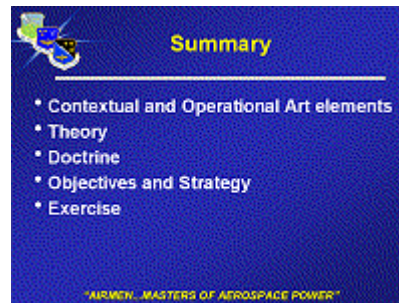 Summary
• Contextual and Operational Art elements
• Theory
• Doctrine
• Objectives and Strategy
• Exercise
"AIRMEN...MASTERS OF AEROSPACE POWER"